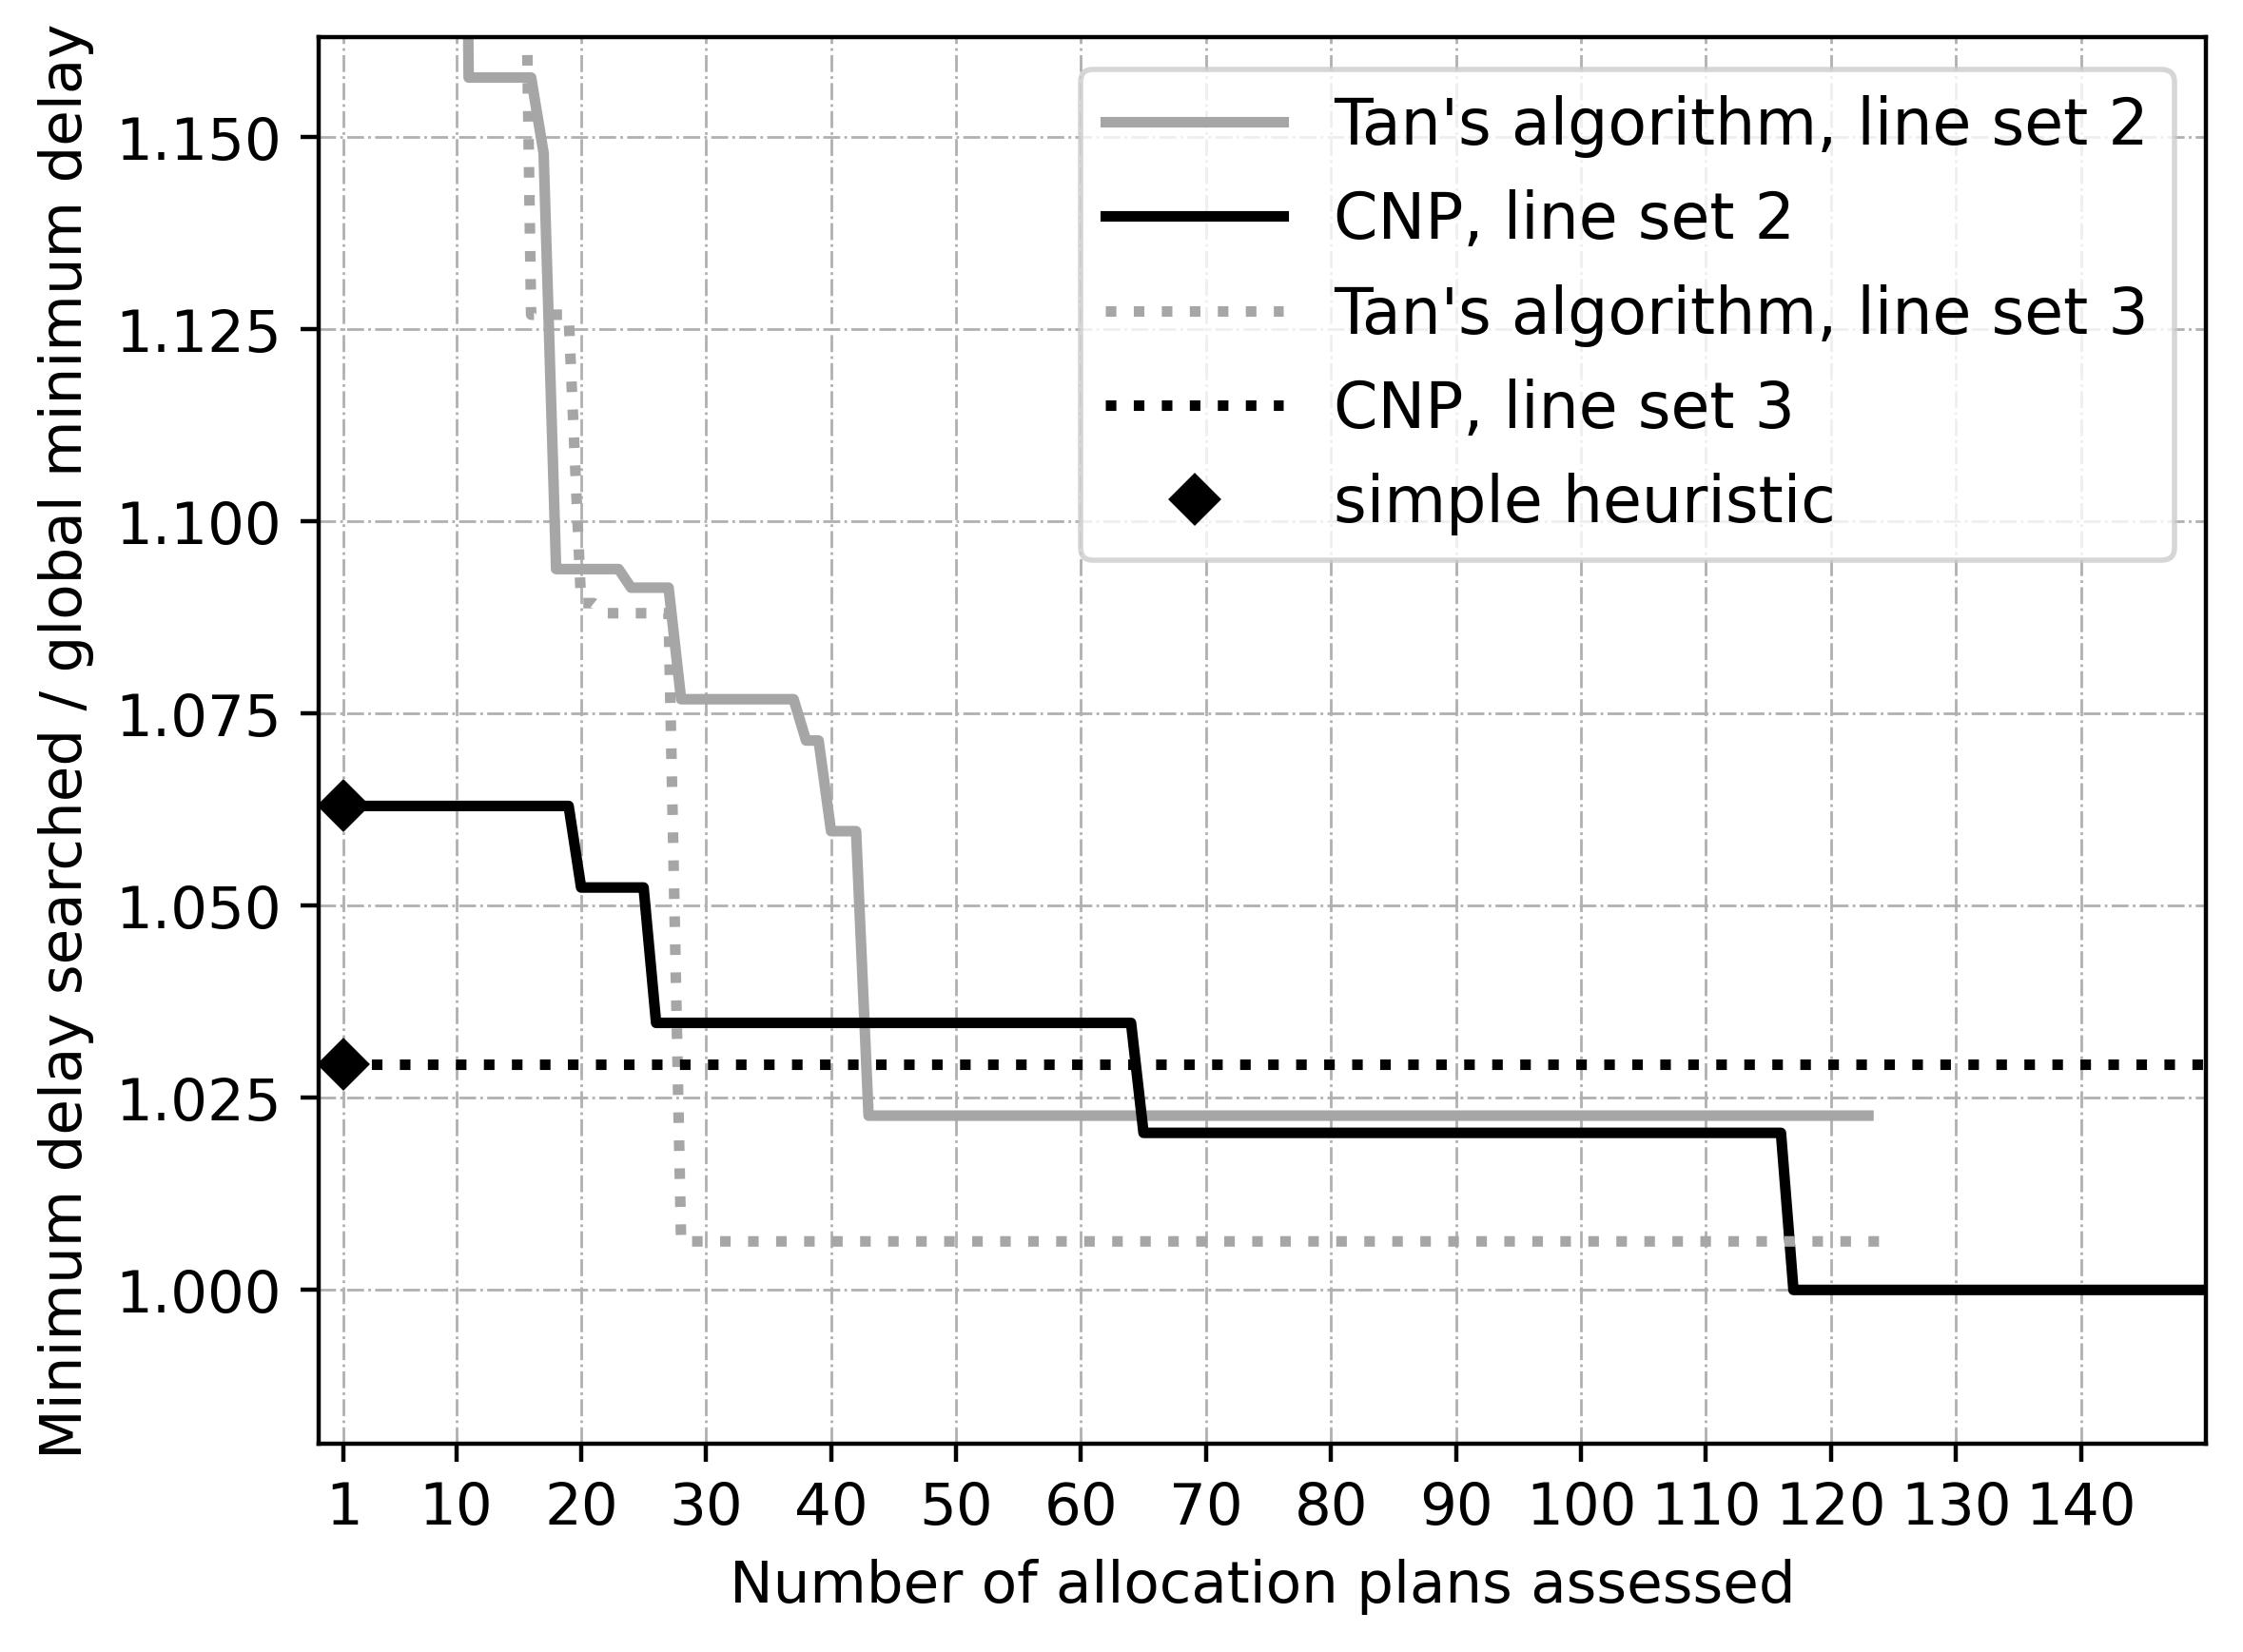 Minimum delay searched / global minimum delay
1.150
1.125
1.100
1.075
1.050
1.025
1.000
Tan's algorithm, line set 2
CNP, line set 2
Tan's algorithm, line set 3
CNP, line set 3
simple heuristic
1 10 20 30 40 50 60 70 80 90 100 110 120 130 140
Number of allocation plans assessed